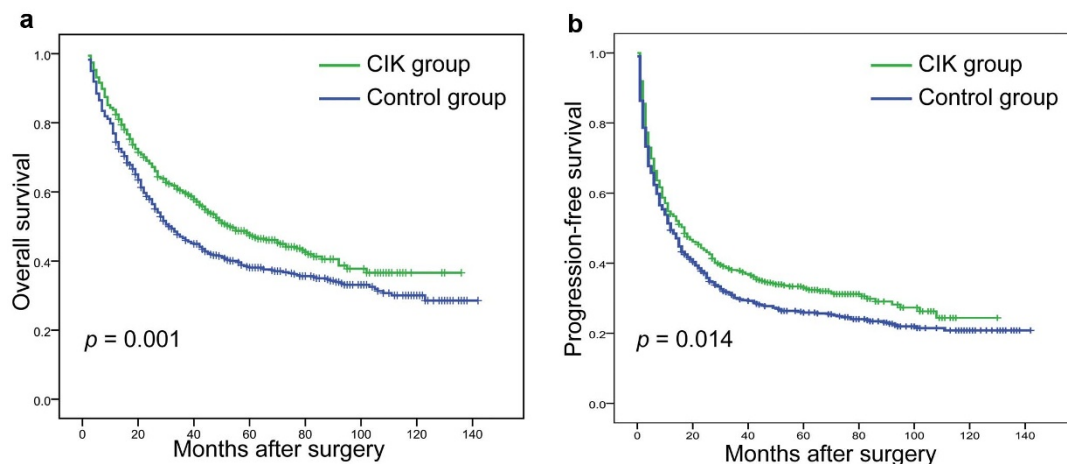 a
CIK group
Control group
Overall survival
1.0
0.8
0.6
0.4
0.2
0.0
p = 0.001
0 20 40 60 80 100 120 140
Months after surgery
b
CIK group
Control group
Progression-free survival
1.0
0.8
0.6
0.4
0.2
0.0
p = 0.014
0 20 40 60 80 100 120 140
Months after surgery